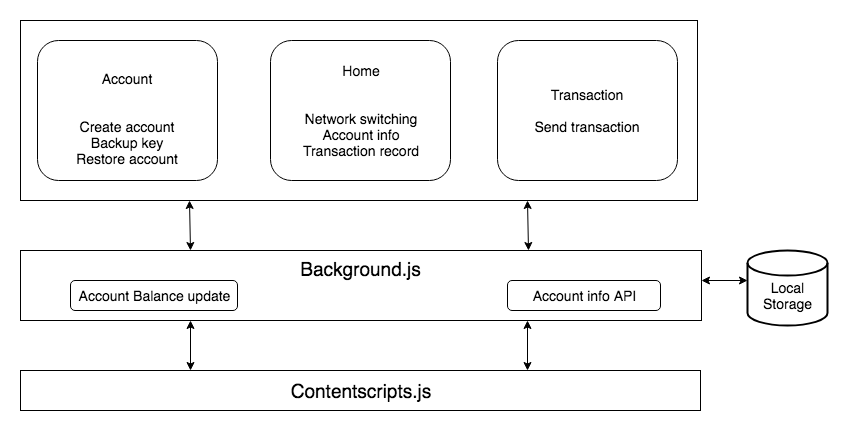 Account
Create account
Backup key
Restore account
Home
Network switching
Account info
Transaction record
Transaction
Send transaction
Background.js
Account Balance update
Account info API
Local
Storage
Contentscripts.js